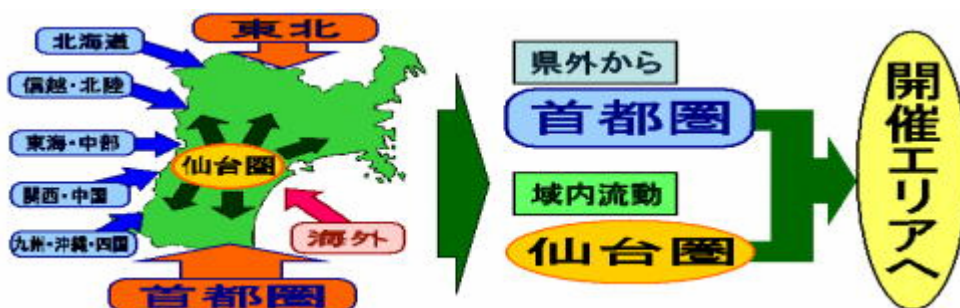 東北
北海道
信越・北陸
東海・中部
関西・中国
九州・沖縄・四国
仙台圏
海外
首都圏
県外から
首都圏
域内流動
仙台圏
開催エリアへ